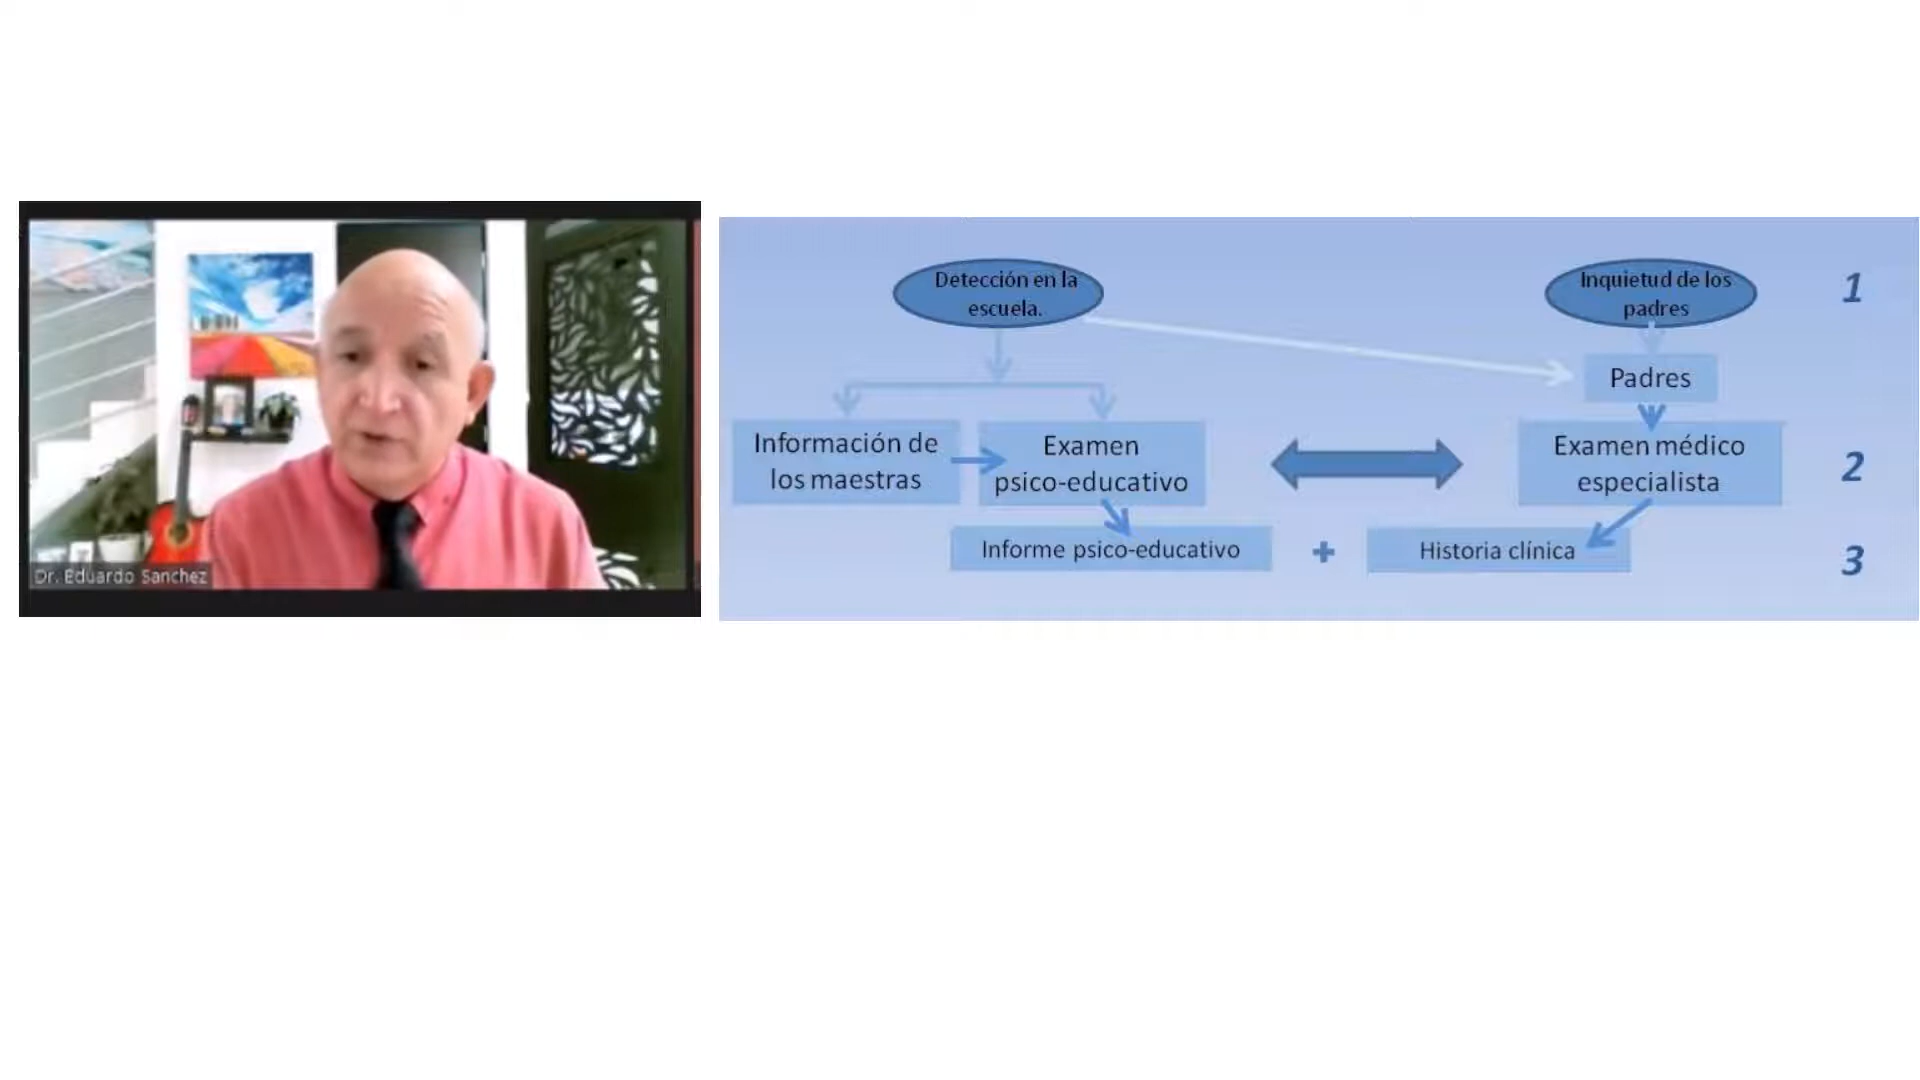 Dr. Eduardo Sanchez
Detección en la
escuela.
Inquietud de los
padres
1
Padres
Información de
los maestras
Examen
psico-educativo
Examen médico
especialista
2
Informe psico-educativo
+
Historia clínica
3